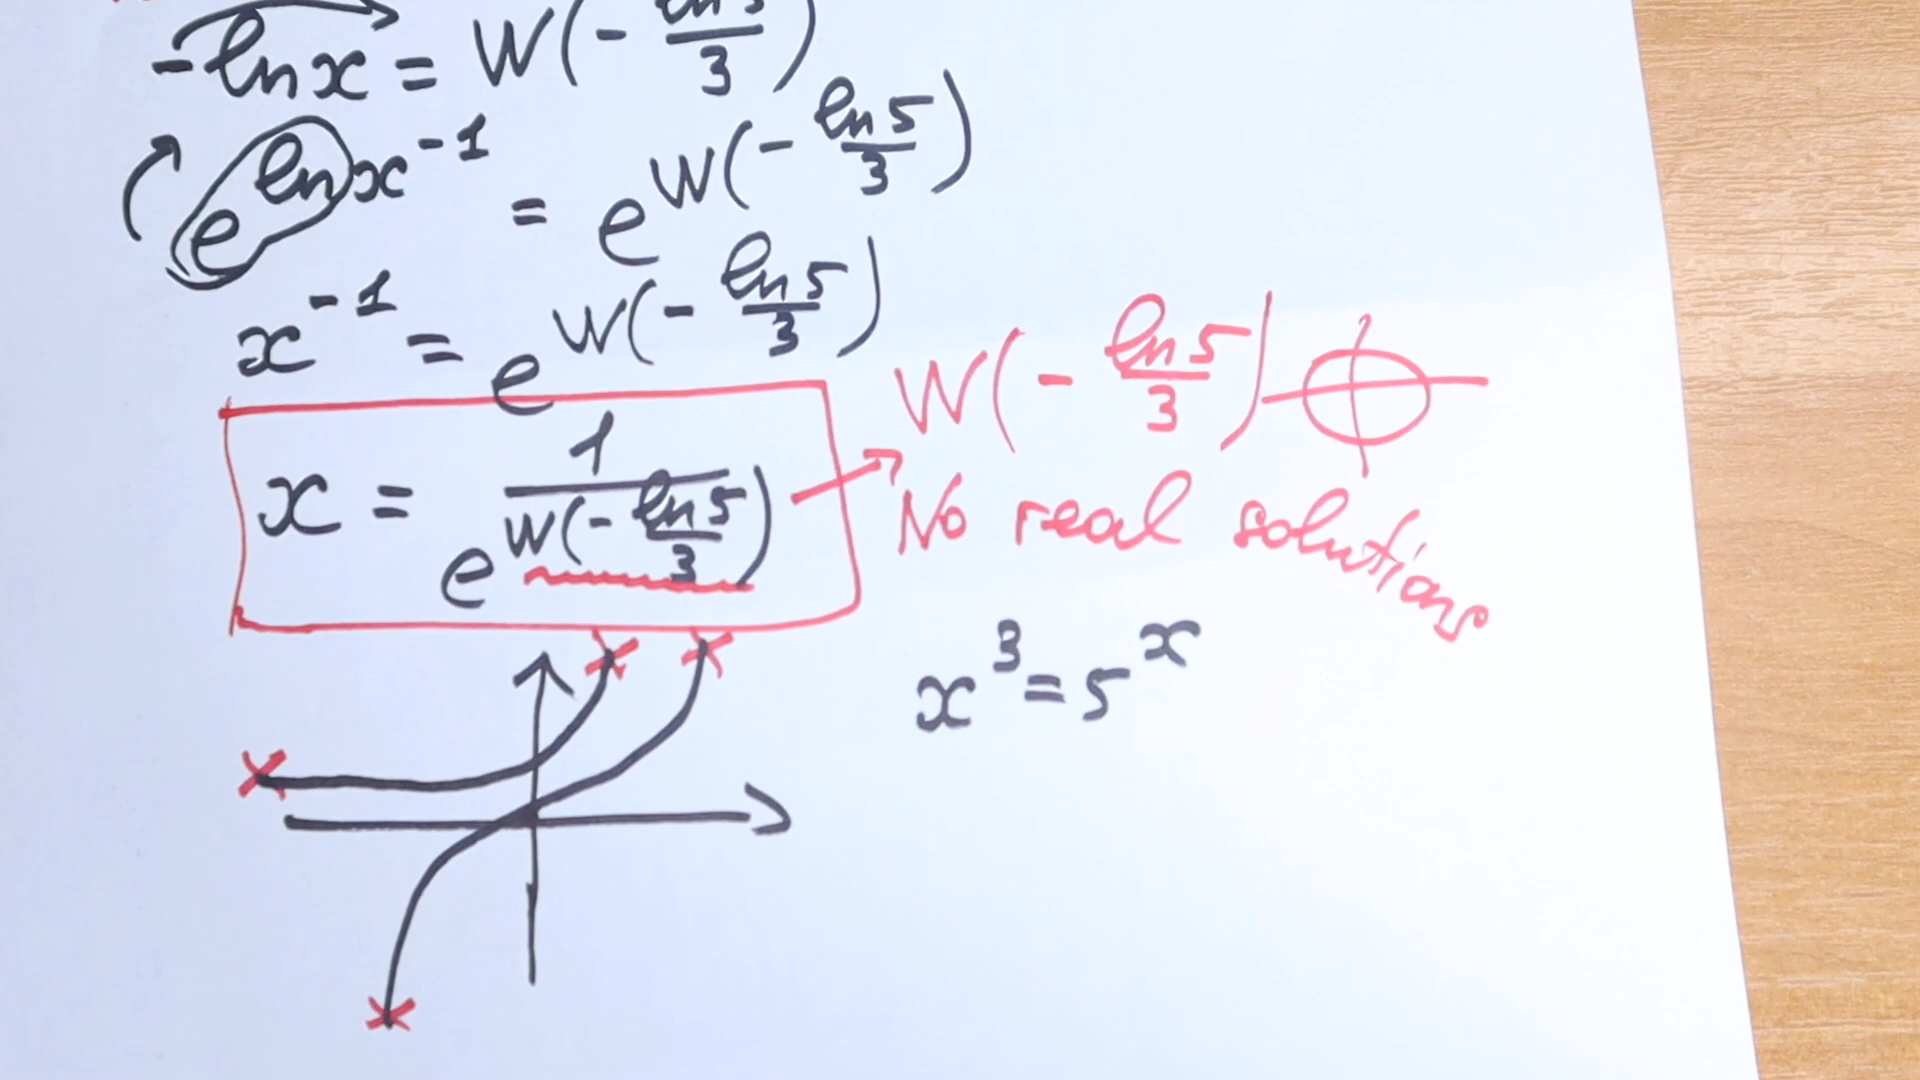 -ln x = W(-ln5/3)
e^ln x^-1 = e^W(-ln5/3)
x^-1 = e^W(-ln5/3)
x = 1/e^W(-ln5/3)
W(-ln5/3)
No real solutions
x^3 = 5^x